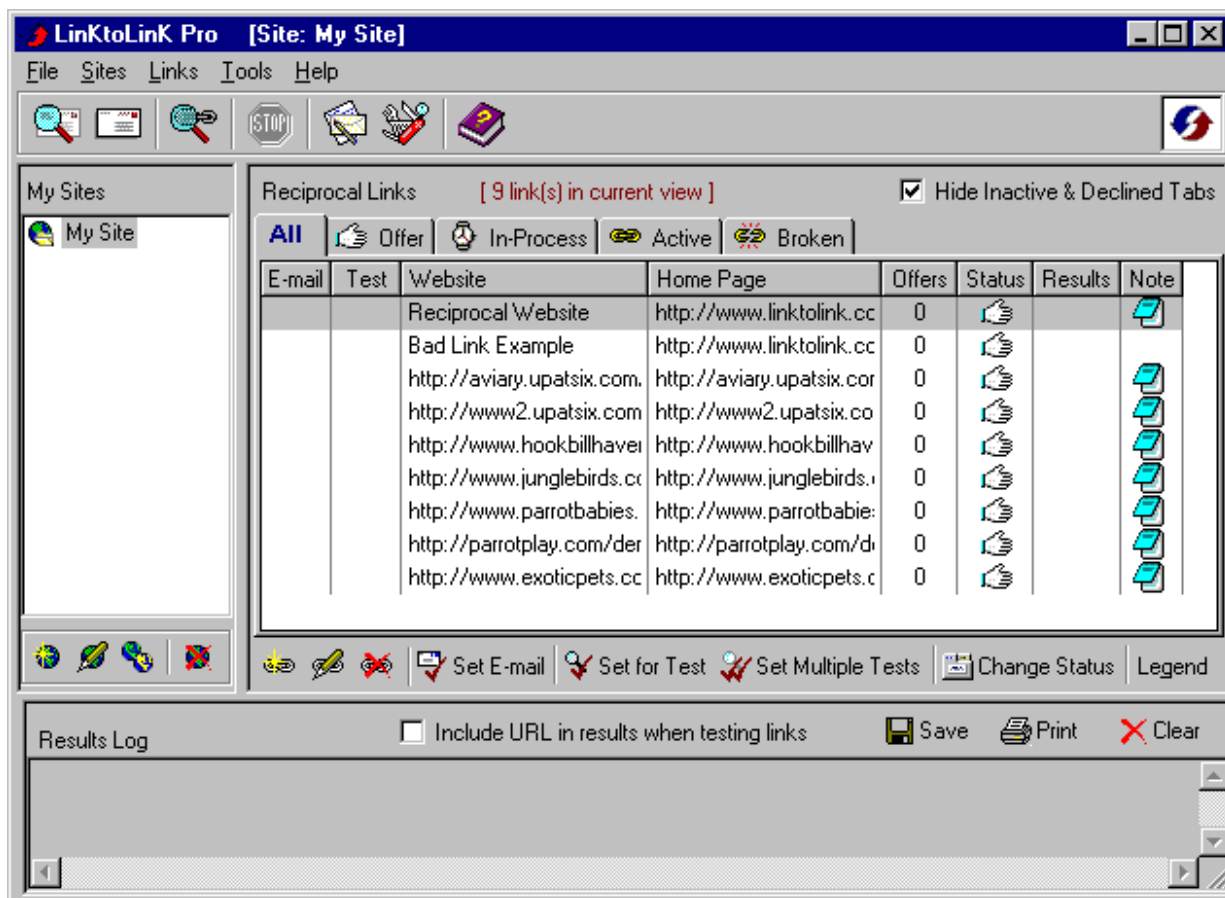 LinKtoLinK Pro [Site: My Site]
File Sites Links Tools Help
STOP
My Sites
My Site
Reciprocal Links [ 9 link(s) in current view ] Hide Inactive & Declined Tabs
All Offer In-Process Active Broken
E-mail Test Website Home Page Offers Status Results Note
Reciprocal Website http://www.linktolink.cc 0
Bad Link Example http://www.linktolink.cc 0
http://aviary.upatsix.com. http://aviary.upatsix.cor 0
http://www2.upatsix.com http://www2.upatsix.co 0
http://www.hookbillhaver http://www.hookbillhav 0
http://www.junglebirds.cc http://www.junglebirds. 0
http://www.parrotbabies. http://www.parrotbabie: 0
http://parrotplay.com/der http://parrotplay.com/d 0
http://www.exoticpets.cc http://www.exoticpets.c 0
Set E-mail Set for Test Set Multiple Tests Change Status Legend
Results Log Include URL in results when testing links Save Print Clear